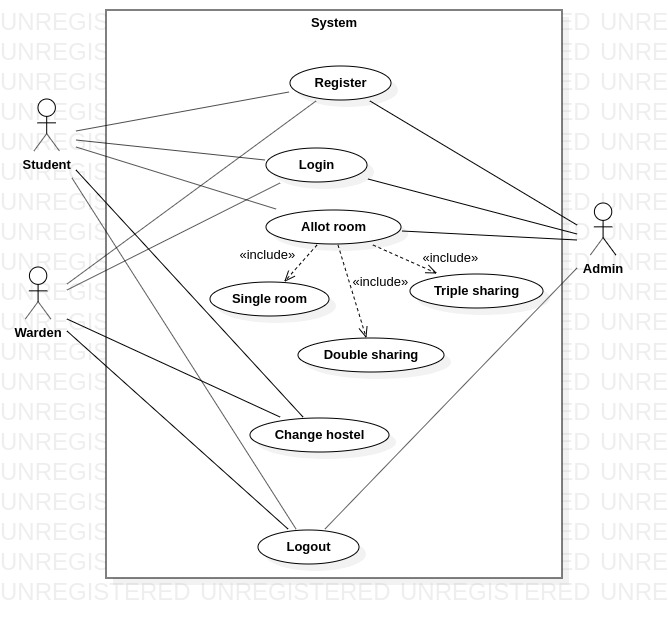 System
Register
Student
Login
Allot room
Admin
«include»
«include»
«include»
Single room
Triple sharing
Warden
Double sharing
Change hostel
Logout
UNREGISTERED UNREGISTERED UNREGISTERED UNREGIS